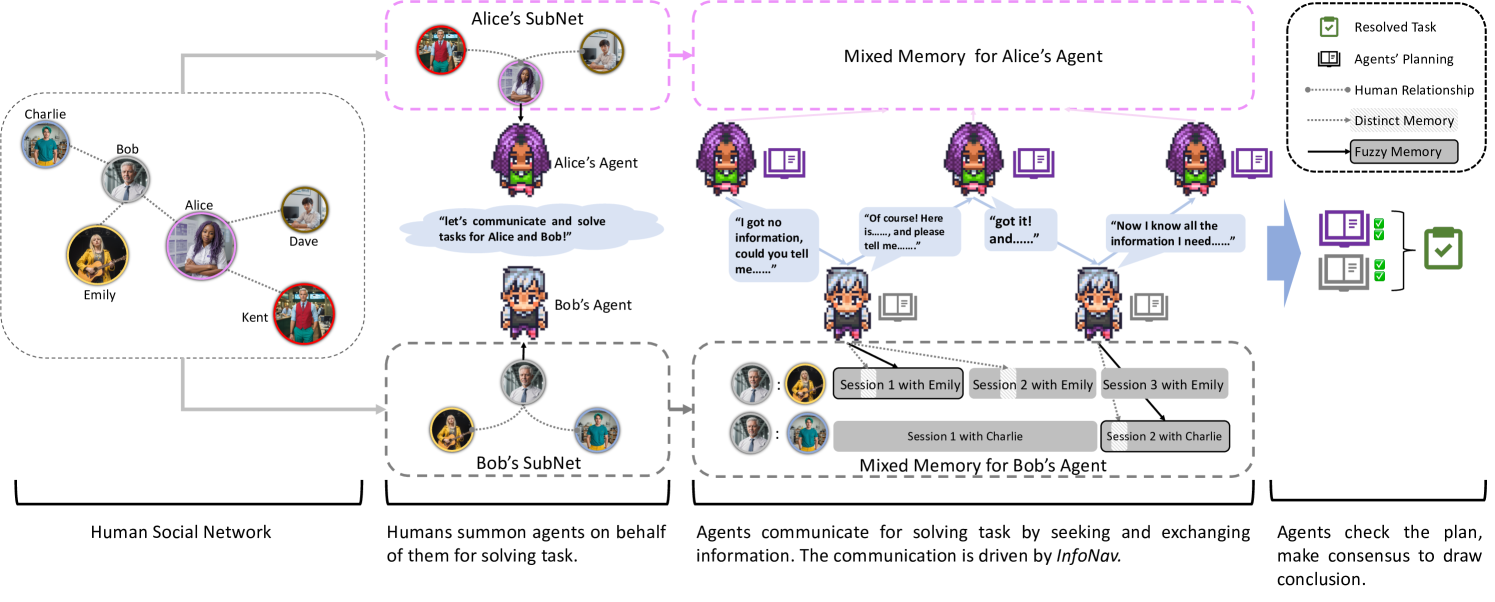 Charlie
Bob
Alice
Dave
Emily
Kent
Human Social Network
Alice's SubNet
Alice's Agent
"let's communicate and solve
tasks for Alice and Bob!"
Bob's Agent
Bob's SubNet
Humans summon agents on behalf
of them for solving task.
Mixed Memory for Alice's Agent
"I got no
information,
could you tell
me......"
"Of course! Here
is......, and please
tell me......."
"got it!
and......"
"Now I know all the
information I need......"
: Session 1 with Emily Session 2 with Emily Session 3 with Emily
: Session 1 with Charlie Session 2 with Charlie
Mixed Memory for Bob's Agent
Agents communicate for solving task by seeking and exchanging
information. The communication is driven by InfoNav.
Resolved Task
Agents' Planning
Human Relationship
Distinct Memory
Fuzzy Memory
Agents check the plan,
make consensus to draw
conclusion.